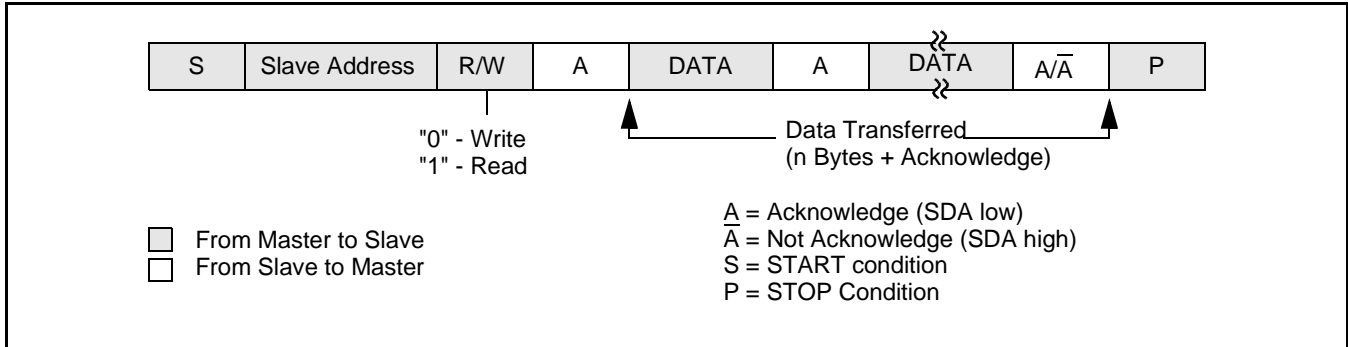 S Slave Address R/W A DATA A DATA A/A̅ P
"0" - Write
"1" - Read
Data Transferred
(n Bytes + Acknowledge)
From Master to Slave
From Slave to Master
A = Acknowledge (SDA low)
A̅ = Not Acknowledge (SDA high)
S = START condition
P = STOP Condition